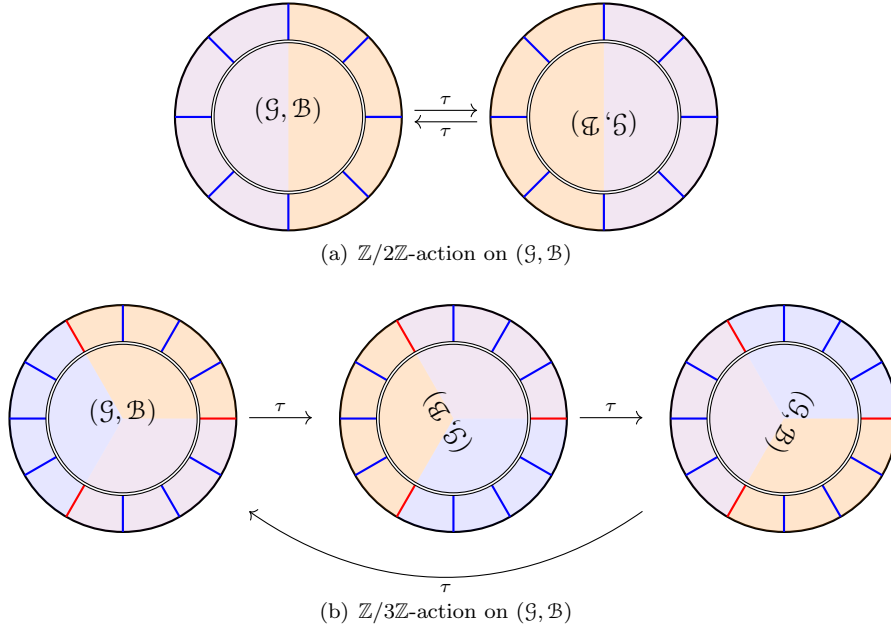 (𝒢, ℬ)
τ
τ
(𝒢, ℬ)
(a) ℤ/2ℤ-action on (𝒢, ℬ)
(𝒢, ℬ)
τ
(𝒢, ℬ)
τ
(𝒢, ℬ)
τ
(b) ℤ/3ℤ-action on (𝒢, ℬ)